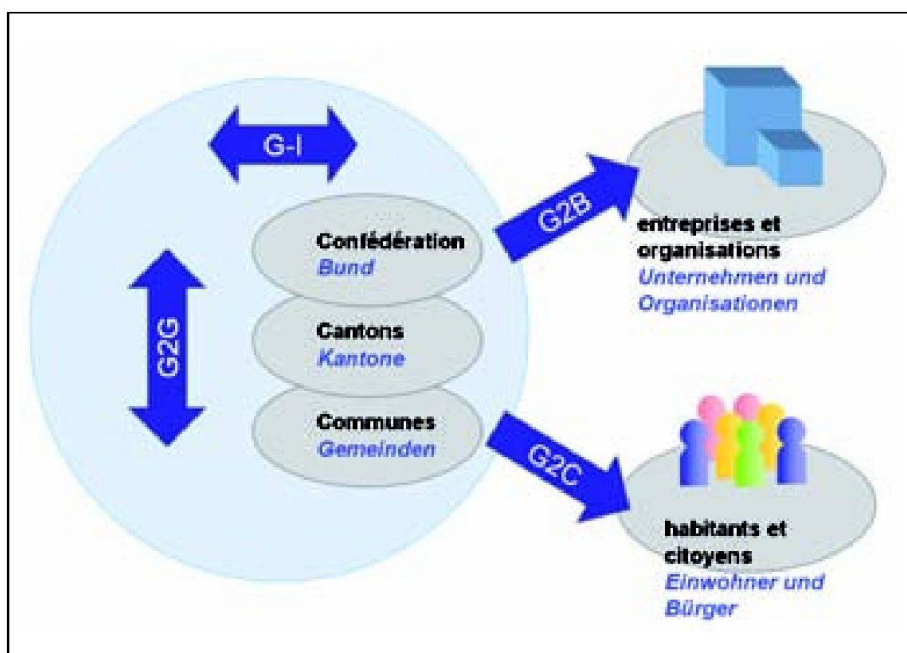 G-I
G2G
Confédération
Bund
Cantons
Kantone
Communes
Gemeinden
G2B
entreprises et
organisations
Unternehmen und
Organisationen
G2C
habitants et
citoyens
Einwohner und
Bürger